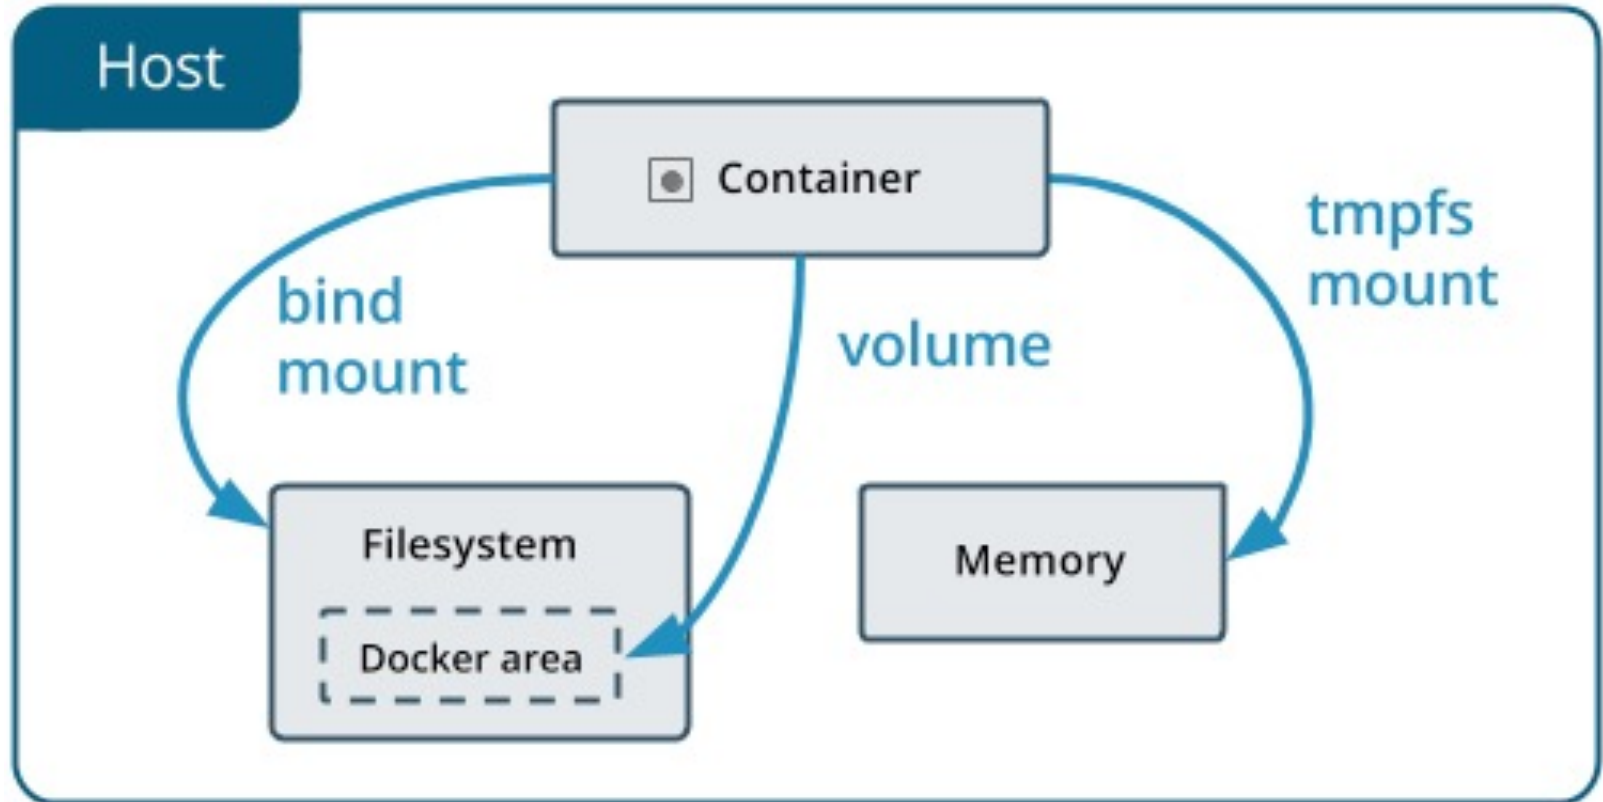 Host
Container
bind
mount
volume
tmpfs
mount
Filesystem
Docker area
Memory